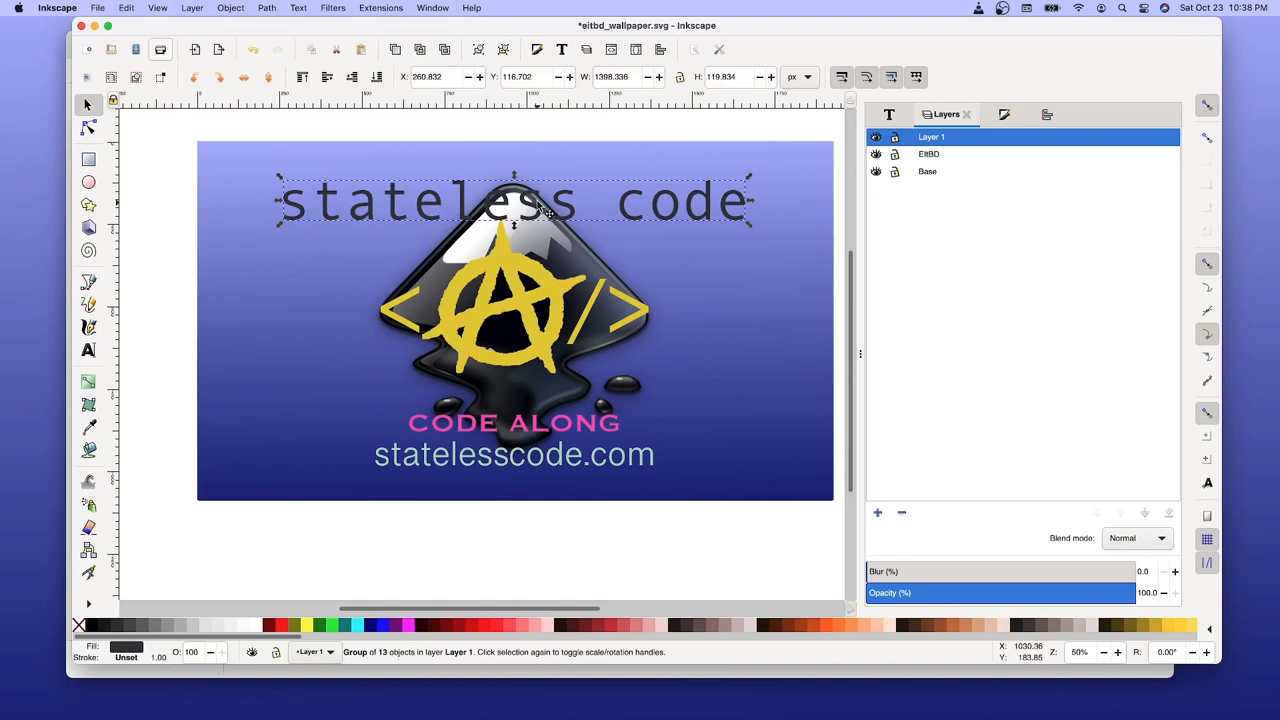 Inkscape File Edit View Layer Object Path Text Filters Extensions Window Help Sat Oct 23 10:38 PM
*eitbd_wallpaper.svg - Inkscape
X: 260.832 − + Y: 116.702 − + W: 1398.336 − + H: 119.834 − + px
Layers
Layer 1
EItBD
Base
stateless code
< A / >
CODE ALONG
statelesscode.com
Blend mode: Normal
Blur (%) 0.0
Opacity (%) 100.0
Fill: O: 100 Layer 1 Group of 13 objects in layer Layer 1. Click selection again to toggle scale/rotation handles. X: 1030.36 Z: 50% R: 0.00°
Stroke: Unset 1.00 Y: 183.85